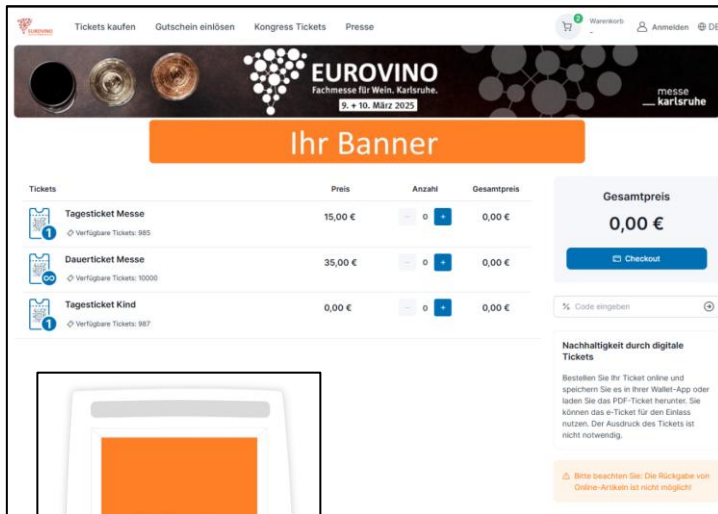 EUROVINO
Tickets kaufen Gutschein einlösen Kongress Tickets Presse
2
Warenkorb
-
Anmelden DE
EUROVINO
Fachmesse für Wein. Karlsruhe.
9. + 10. März 2025
messe
karlsruhe
Ihr Banner
Tickets Preis Anzahl Gesamtpreis
1
Tagesticket Messe 15,00 € − 0 + 0,00 €
Verfügbare Tickets: 985
Dauerticket Messe 35,00 € − 0 + 0,00 €
Verfügbare Tickets: 10000
1
Tagesticket Kind 0,00 € − 0 + 0,00 €
Verfügbare Tickets: 987
Gesamtpreis
0,00 €
Checkout
% Code eingeben
Nachhaltigkeit durch digitale
Tickets
Bestellen Sie Ihr Ticket online und
speichern Sie es in Ihrer Wallet-App oder
laden Sie das PDF-Ticket herunter. Sie
können das e-Ticket für den Einlass
nutzen. Der Ausdruck des Tickets ist
nicht notwendig.
Bitte beachten Sie: Die Rückgabe von
Online-Artikeln ist nicht möglich!